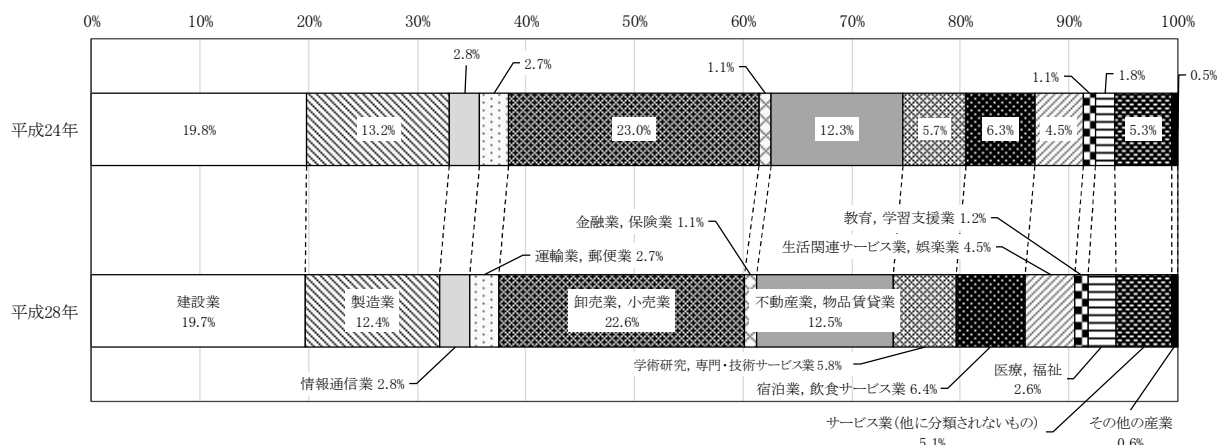 0% 10% 20% 30% 40% 50% 60% 70% 80% 90% 100%
2.8% 2.7% 1.1% 1.1% 1.8% 0.5%
平成24年 19.8% 13.2% 23.0% 12.3% 5.7% 6.3% 4.5% 5.3%
金融業, 保険業 1.1% 教育, 学習支援業 1.2%
運輸業, 郵便業 2.7% 生活関連サービス業, 娯楽業 4.5%
平成28年
建設業
19.7%
製造業
12.4%
卸売業, 小売業
22.6%
不動産業, 物品賃貸業
12.5%
情報通信業 2.8%
学術研究, 専門・技術サービス業 5.8%
宿泊業, 飲食サービス業 6.4%
医療, 福祉
2.6%
サービス業(他に分類されないもの)
5.1%
その他の産業
0.6%